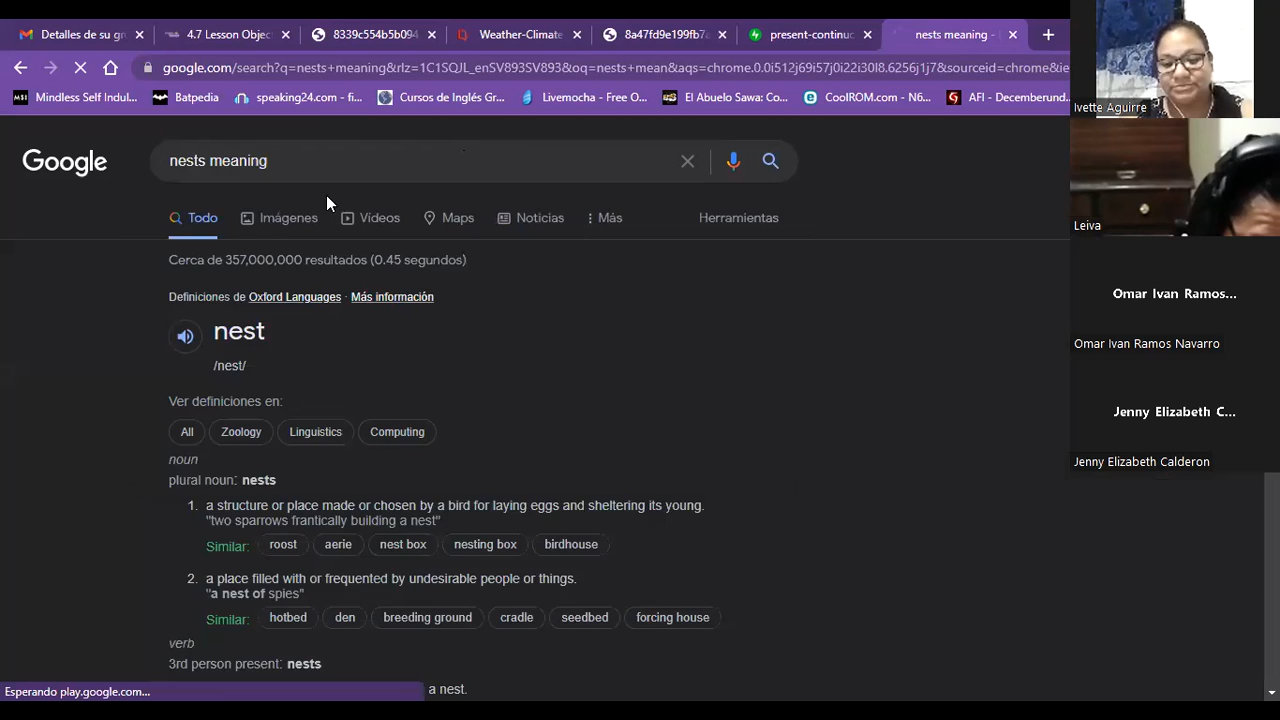 Detalles de su gn
4.7 Lesson Objec
8339c554b5b094
Weather-Climate
8a47fd9e199fb7a
present-continuo
nests meaning -
google.com/search?q=nests+meaning&rlz=1C1SQJL_enSV893SV893&oq=nests+mean&aqs=chrome.0.0i512j69i57j0i22i30l8.6256j1j7&sourceid=chrome&ie
Mindless Self Indul...
Batpedia
speaking24.com - fi...
Cursos de Inglés Gr...
Livemocha - Free O...
El Abuelo Sawa: Co...
CoolROM.com - N6...
AFI - Decemberund
Google
nests meaning
Todo
Imágenes
Vídeos
Maps
Noticias
Más
Herramientas
Cerca de 357,000,000 resultados (0.45 segundos)
Definiciones de Oxford Languages · Más información
nest
/nest/
Ver definiciones en:
All
Zoology
Linguistics
Computing
noun
plural noun: nests
1. a structure or place made or chosen by a bird for laying eggs and sheltering its young.
"two sparrows frantically building a nest"
Similar: roost aerie nest box nesting box birdhouse
2. a place filled with or frequented by undesirable people or things.
"a nest of spies"
Similar: hotbed den breeding ground cradle seedbed forcing house
verb
3rd person present: nests
a nest.
Esperando play.google.com...
Ivette Aguirre
Leiva
Omar Ivan Ramos...
Omar Ivan Ramos Navarro
Jenny Elizabeth C...
Jenny Elizabeth Calderon